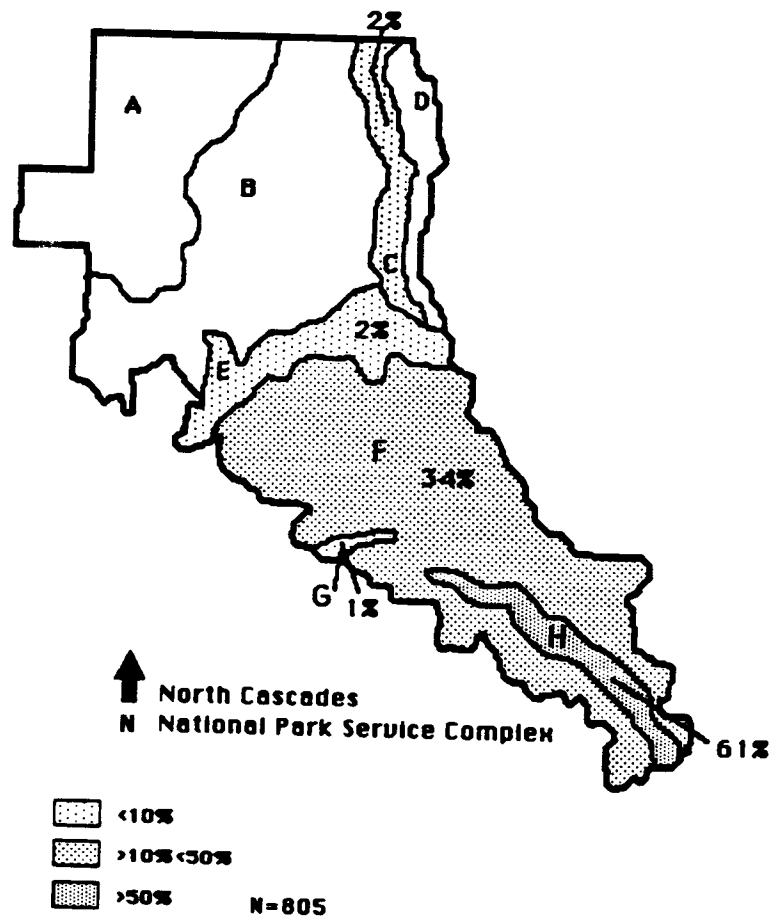 2%
A
D
B
C
2%
E
F
34%
G
1%
H
North Cascades
N National Park Service Complex
61%
<10%
>10%<50%
>50%
N=805